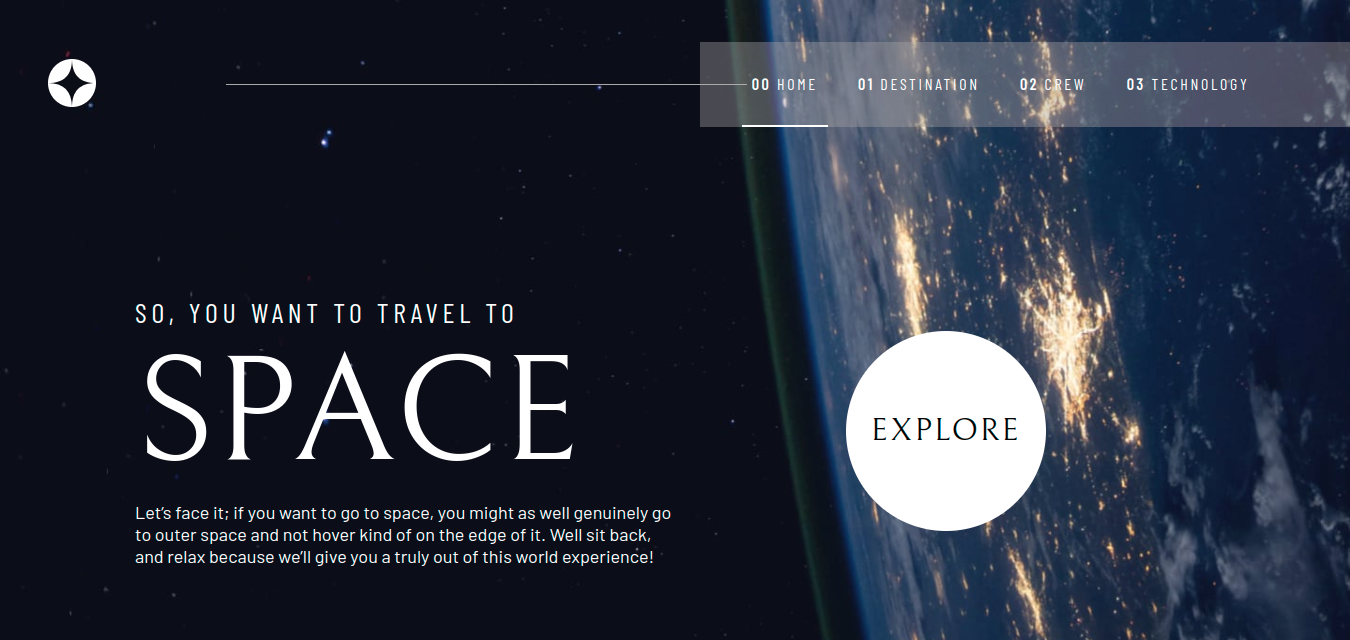 00 HOME 01 DESTINATION 02 CREW 03 TECHNOLOGY
SO, YOU WANT TO TRAVEL TO
SPACE
EXPLORE
Let’s face it; if you want to go to space, you might as well genuinely go
to outer space and not hover kind of on the edge of it. Well sit back,
and relax because we’ll give you a truly out of this world experience!